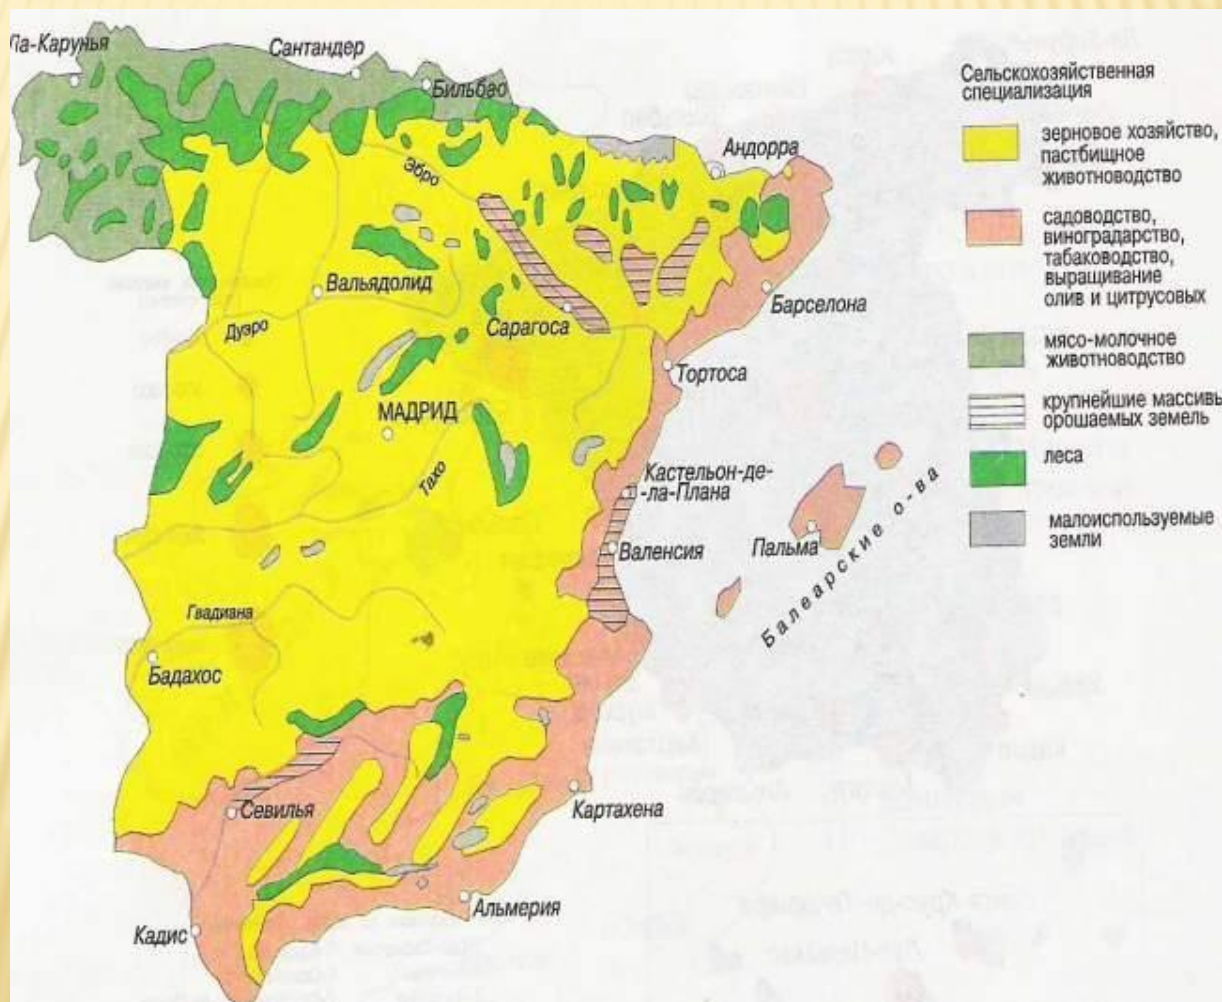 Ла-Карунья
Сантандер
Бильбао
Андорра
Эбро
Вальядолид
Сарагоса
Барселона
Дуэро
Тортоса
МАДРИД
Тахо
Кастельон-де-
-ла-Плана
Валенсия
Пальма
Балеарские о-ва
Гвадиана
Бадахос
Севилья
Картахена
Альмерия
Кадис
Сельскохозяйственная
специализация
зерновое хозяйство,
пастбищное
животноводство
садоводство,
виноградарство,
табаководство,
выращивание
олив и цитрусовых
мясо-молочное
животноводство
крупнейшие массивы
орошаемых земель
леса
малоиспользуемые
земли